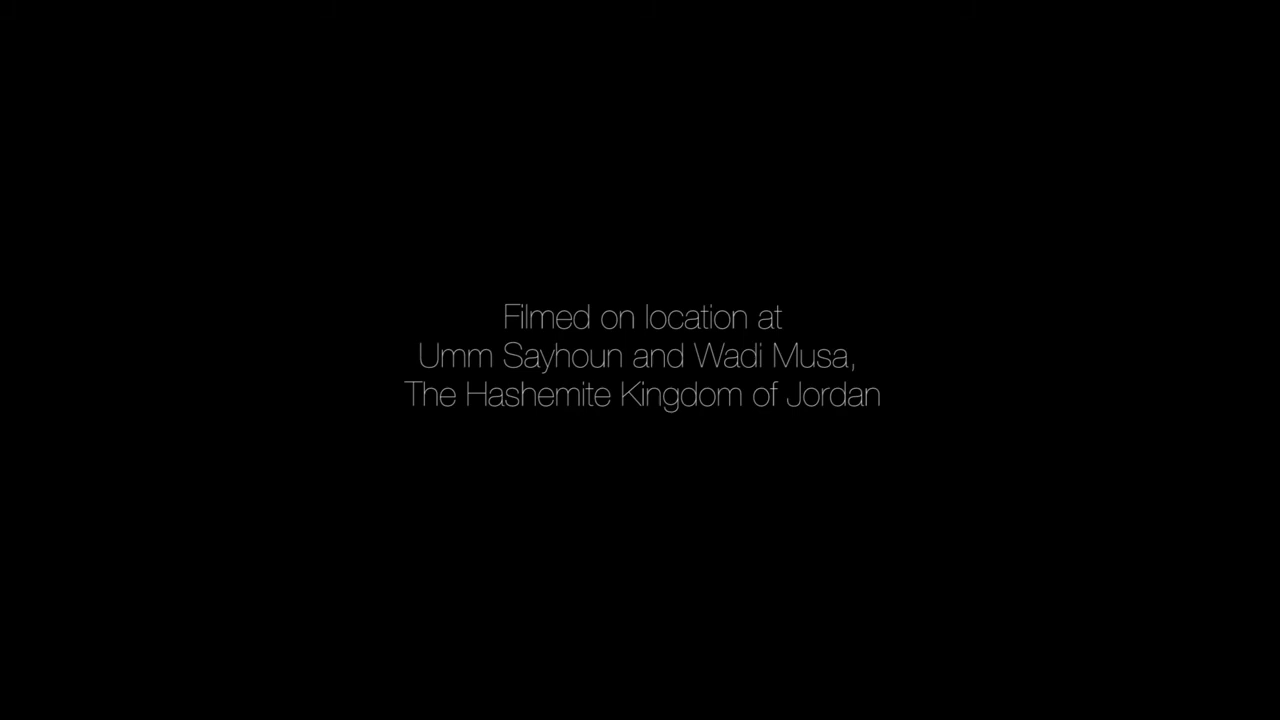 Filmed on location at
Umm Sayhoun and Wadi Musa,
The Hashemite Kingdom of Jordan